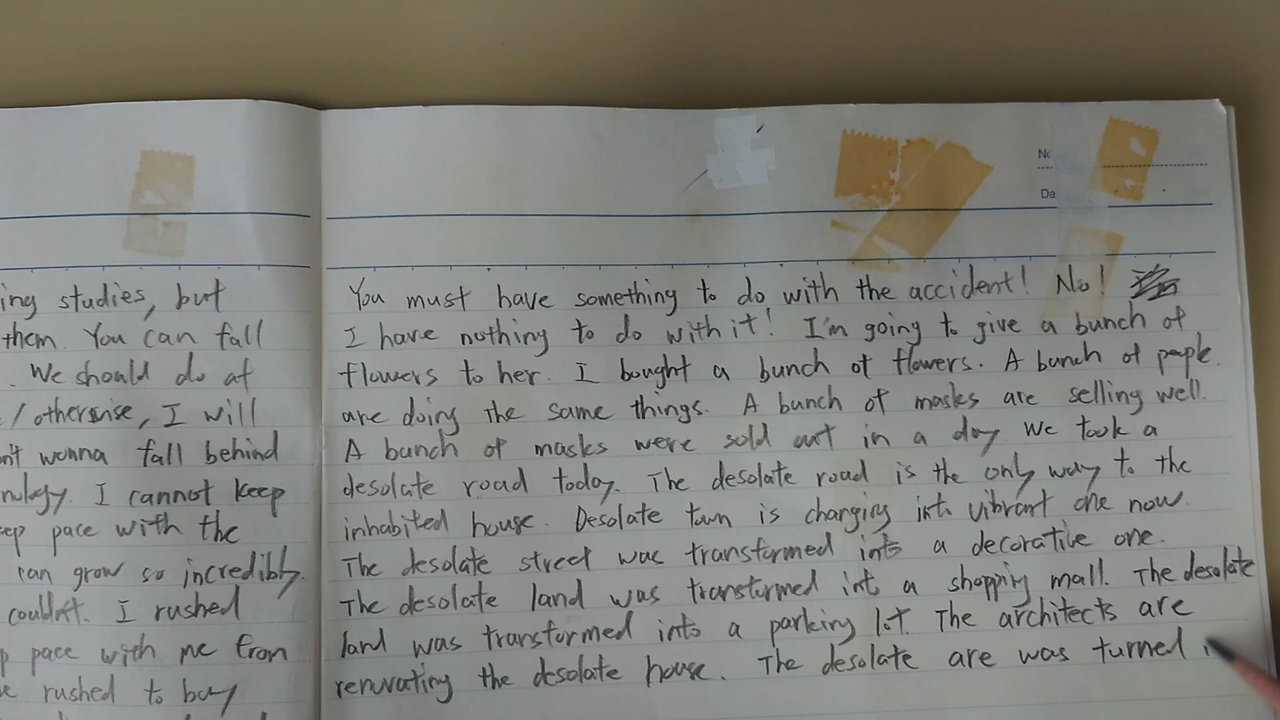 ing studies, but
them. You can fall
. We should do at
/ otherwise, I will
n't wanna fall behind
nology. I cannot keep
eep pace with the
can grow so incredibly.
couldn't. I rushed
p pace with me from
e rushed to buy
No
Da
You must have something to do with the accident! No!
I have nothing to do with it! I'm going to give a bunch of
flowers to her. I bought a bunch of flowers. A bunch of people
are doing the same things. A bunch of masks are selling well.
A bunch of masks were sold out in a day We took a
desolate road today. The desolate road is the only way to the
inhabited house. Desolate town is changing into vibrant one now.
The desolate street was transformed into a decorative one.
The desolate land was transformed into a shopping mall. The desolate
land was transformed into a parking lot. The architects are
renovating the desolate house. The desolate are was turned